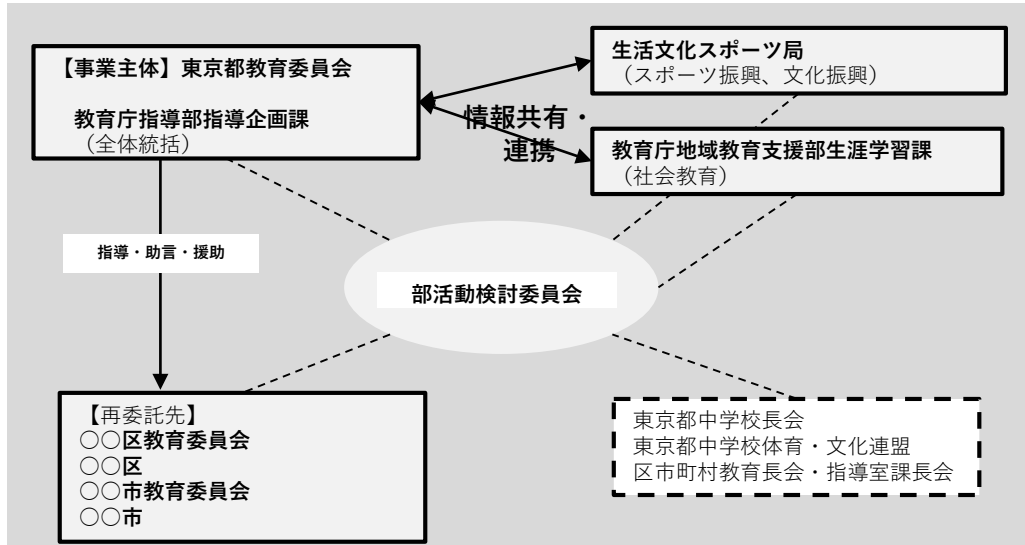 【事業主体】東京都教育委員会
教育庁指導部指導企画課
（全体統括）
生活文化スポーツ局
（スポーツ振興、文化振興）
情報共有・
連携
教育庁地域教育支援部生涯学習課
（社会教育）
指導・助言・援助
部活動検討委員会
【再委託先】
○○区教育委員会
○○区
○○市教育委員会
○○市
東京都中学校長会
東京都中学校体育・文化連盟
区市町村教育長会・指導室課長会